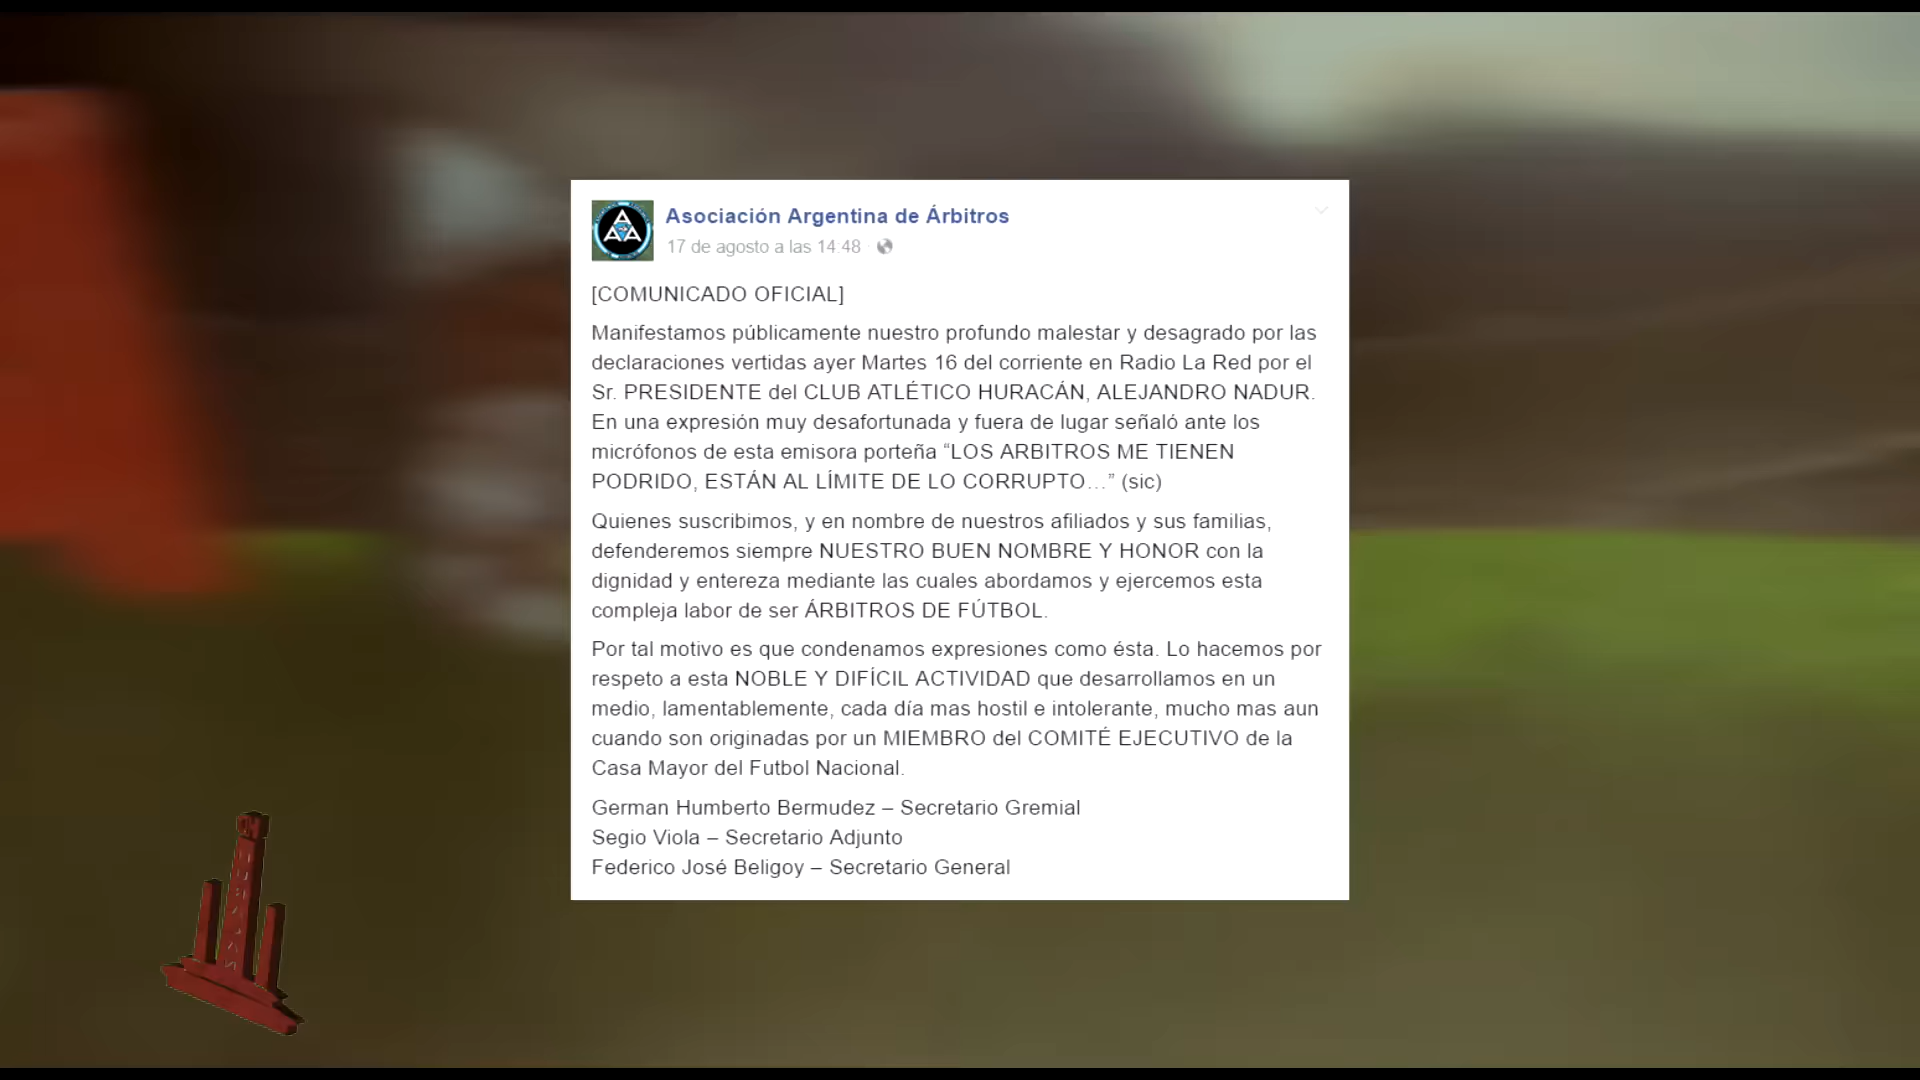 Asociación Argentina de Árbitros
17 de agosto a las 14:48
[COMUNICADO OFICIAL]
Manifestamos públicamente nuestro profundo malestar y desagrado por las
declaraciones vertidas ayer Martes 16 del corriente en Radio La Red por el
Sr. PRESIDENTE del CLUB ATLÉTICO HURACÁN, ALEJANDRO NADUR.
En una expresión muy desafortunada y fuera de lugar señaló ante los
micrófonos de esta emisora porteña “LOS ARBITROS ME TIENEN
PODRIDO, ESTÁN AL LÍMITE DE LO CORRUPTO…” (sic)
Quienes suscribimos, y en nombre de nuestros afiliados y sus familias,
defenderemos siempre NUESTRO BUEN NOMBRE Y HONOR con la
dignidad y entereza mediante las cuales abordamos y ejercemos esta
compleja labor de ser ÁRBITROS DE FÚTBOL.
Por tal motivo es que condenamos expresiones como ésta. Lo hacemos por
respeto a esta NOBLE Y DIFÍCIL ACTIVIDAD que desarrollamos en un
medio, lamentablemente, cada día mas hostil e intolerante, mucho mas aun
cuando son originadas por un MIEMBRO del COMITÉ EJECUTIVO de la
Casa Mayor del Futbol Nacional.
German Humberto Bermudez – Secretario Gremial
Segio Viola – Secretario Adjunto
Federico José Beligoy – Secretario General
HURACAN